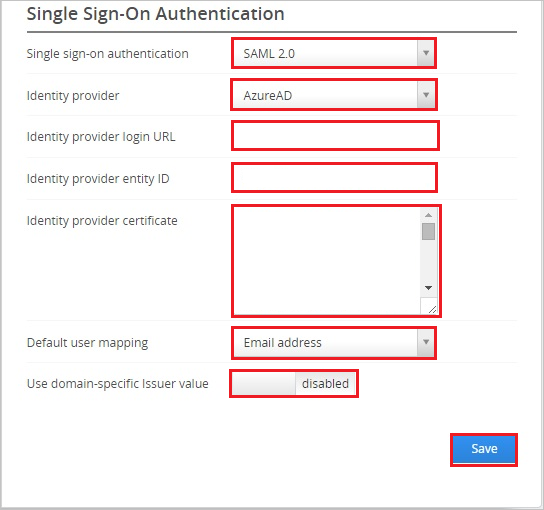 Single Sign-On Authentication
Single sign-on authentication SAML 2.0
Identity provider AzureAD
Identity provider login URL
Identity provider entity ID
Identity provider certificate
Default user mapping Email address
Use domain-specific Issuer value disabled
Save